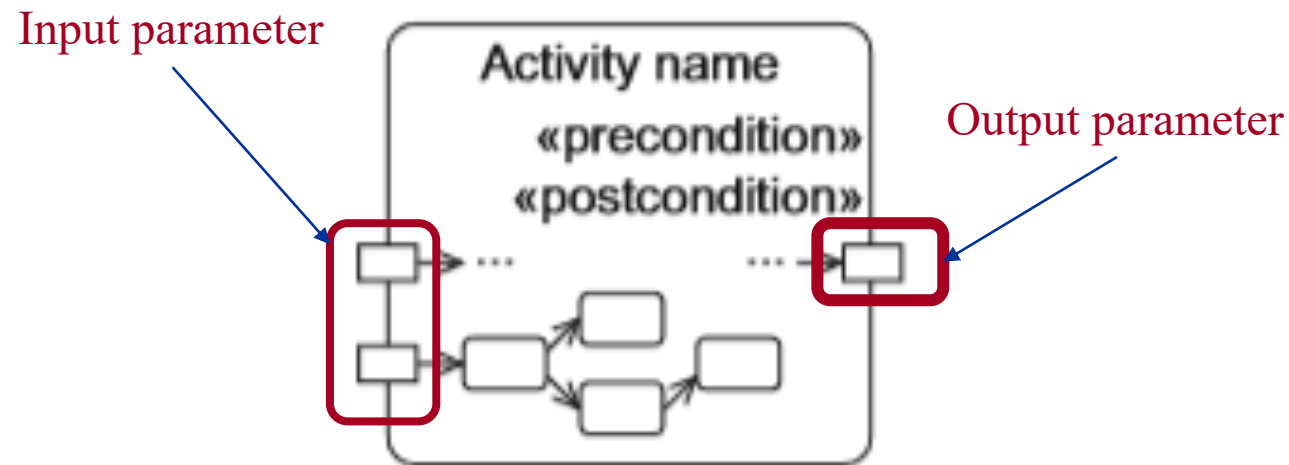 Input parameter
Activity name
«precondition»
«postcondition»
Output parameter
...
...